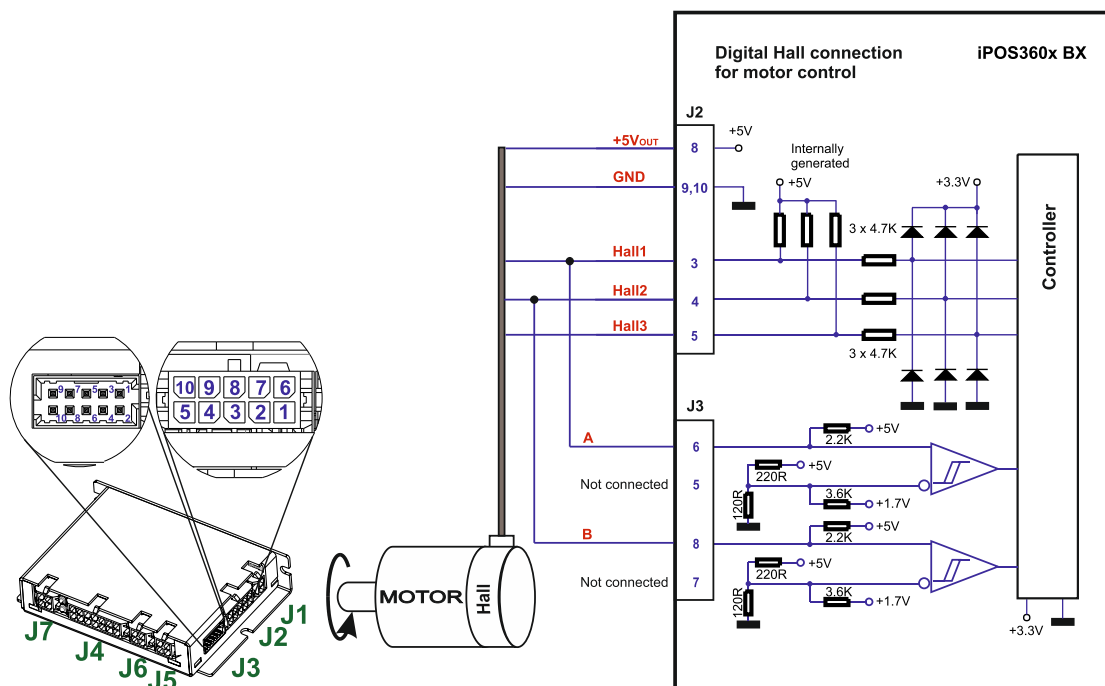 Digital Hall connection
for motor control
iPOS360x BX
J2
+5VOUT
8
+5V
GND
9,10
Internally
generated
+5V
+3.3V
3 x 4.7K
Hall1
3
Hall2
4
Hall3
5
3 x 4.7K
Controller
J3
A
6
2.2K
+5V
Not connected
5
220R
+5V
120R
3.6K
+1.7V
B
8
2.2K
+5V
Not connected
7
220R
+5V
120R
3.6K
+1.7V
+3.3V
9 7 5 3 1
10 8 6 4 2
10 9 8 7 6
5 4 3 2 1
MOTOR
Hall
J7
J4
J6
J5
J3
J2
J1